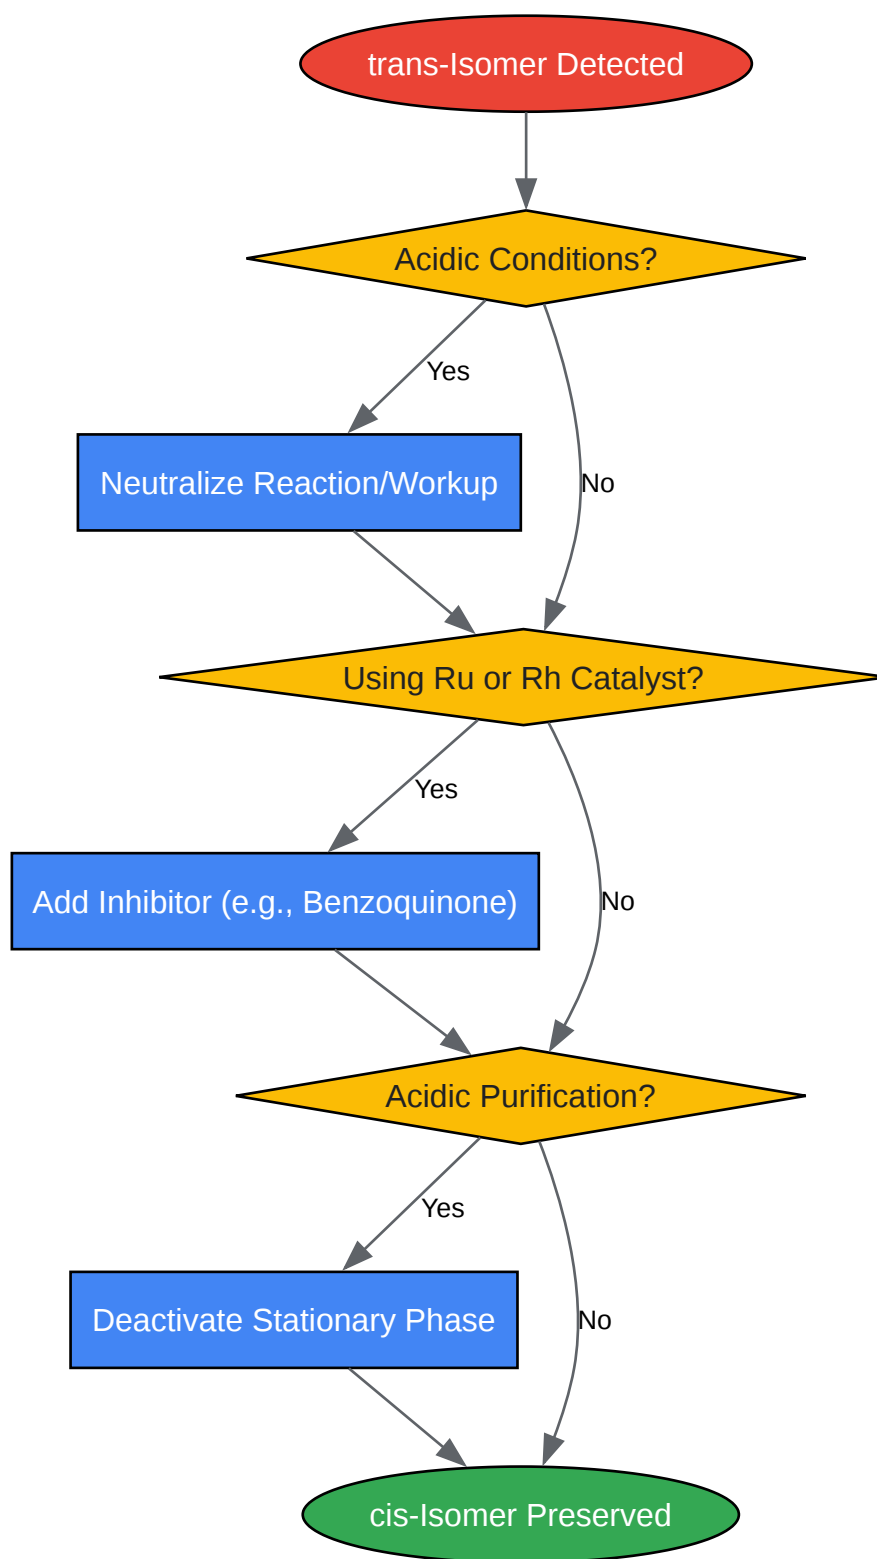 trans-Isomer Detected
Acidic Conditions?
Yes
Neutralize Reaction/Workup
No
Using Ru or Rh Catalyst?
Yes
Add Inhibitor (e.g., Benzoquinone)
No
Acidic Purification?
Yes
Deactivate Stationary Phase
No
cis-Isomer Preserved